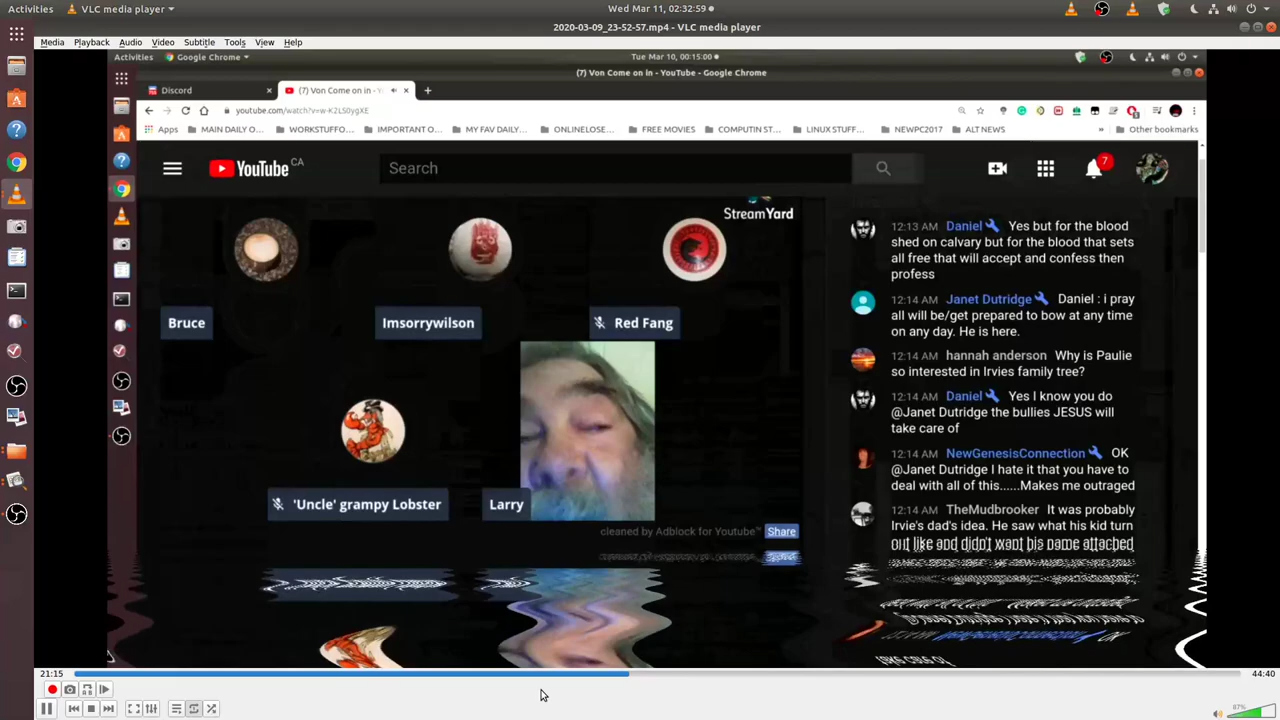 Activities VLC media player Wed Mar 11, 02:32:59
2020-03-09_23-52-57.mp4 - VLC media player
Media Playback Audio Video Subtitle Tools View Help
Activities Google Chrome Tue Mar 10, 00:15:00
(7) Von Come on in - YouTube - Google Chrome
Discord (7) Von Come on in - Y
youtube.com/watch?v=w-K2LS0ygXE
Apps MAIN DAILY O... WORKSTUFFO... IMPORTANT O... MY FAV DAILY... ONLINELOSE... FREE MOVIES COMPUTIN ST... LINUX STUFF... NEWPC2017 ALT NEWS » Other bookmarks
YouTube CA Search 7
StreamYard
Bruce
Imsorrywilson
Red Fang
'Uncle' grampy Lobster
Larry
cleaned by Adblock for Youtube™ Share
12:13 AM Daniel Yes but for the blood
shed on calvary but for the blood that sets
all free that will accept and confess then
profess
12:14 AM Janet Dutridge Daniel : i pray
all will be/get prepared to bow at any time
on any day. He is here.
12:14 AM hannah anderson Why is Paulie
so interested in Irvies family tree?
12:14 AM Daniel Yes I know you do
@Janet Dutridge the bullies JESUS will
take care of
12:14 AM NewGenesisConnection OK
@Janet Dutridge I hate it that you have to
deal with all of this......Makes me outraged
12:14 AM TheMudbrooker It was probably
Irvie's dad's idea. He saw what his kid turn
out like and didn't want his name attached
21:15 44:40
87%